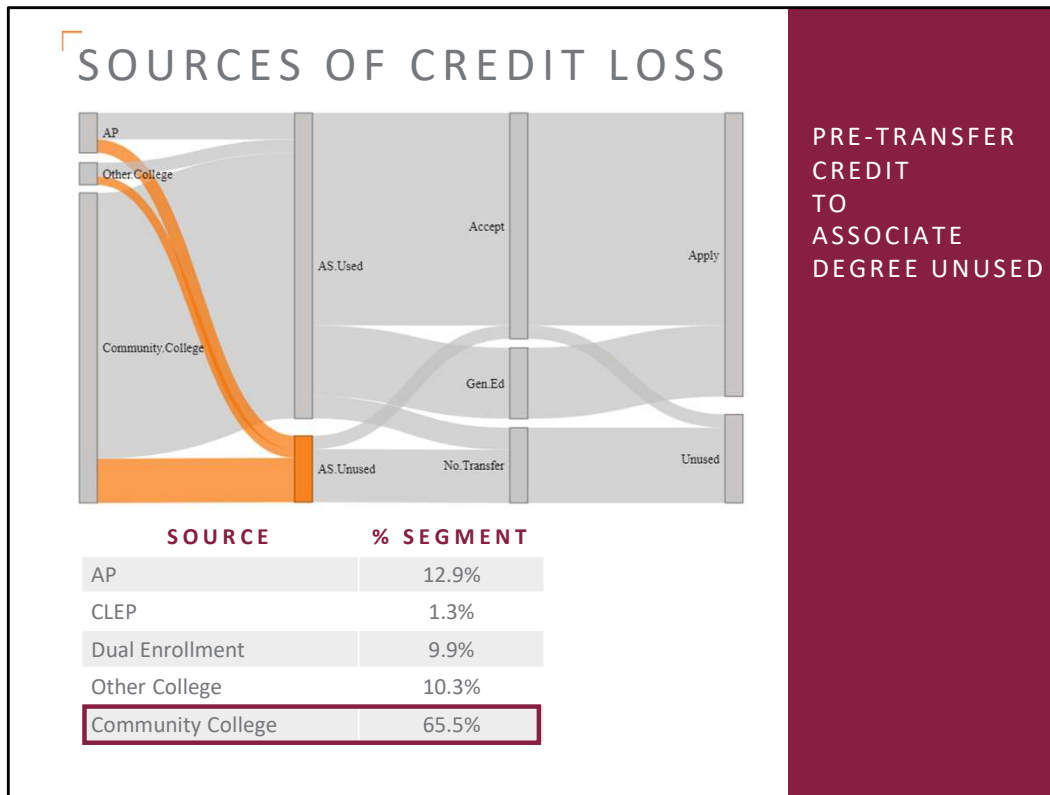 SOURCES OF CREDIT LOSS
AP
Other.College
Community.College
AS.Used
AS.Unused
Accept
Gen.Ed
No.Transfer
Apply
Unused
SOURCE % SEGMENT
AP 12.9%
CLEP 1.3%
Dual Enrollment 9.9%
Other College 10.3%
Community College 65.5%
PRE-TRANSFER
CREDIT
TO
ASSOCIATE
DEGREE UNUSED